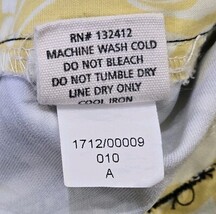 RN# 132412
MACHINE WASH COLD
DO NOT BLEACH
DO NOT TUMBLE DRY
LINE DRY ONLY
COOL IRON
1712/00009
010
A